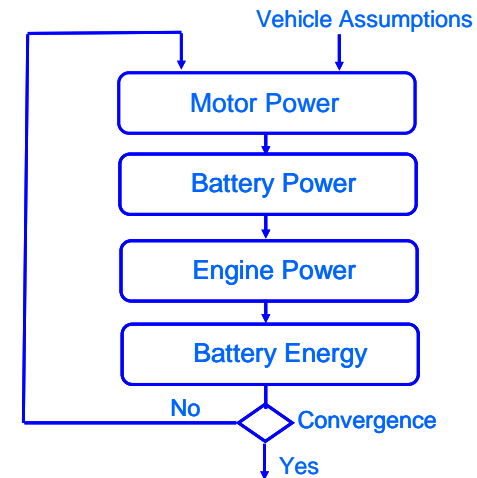 Vehicle Assumptions
Motor Power
Battery Power
Engine Power
Battery Energy
No
Convergence
Yes